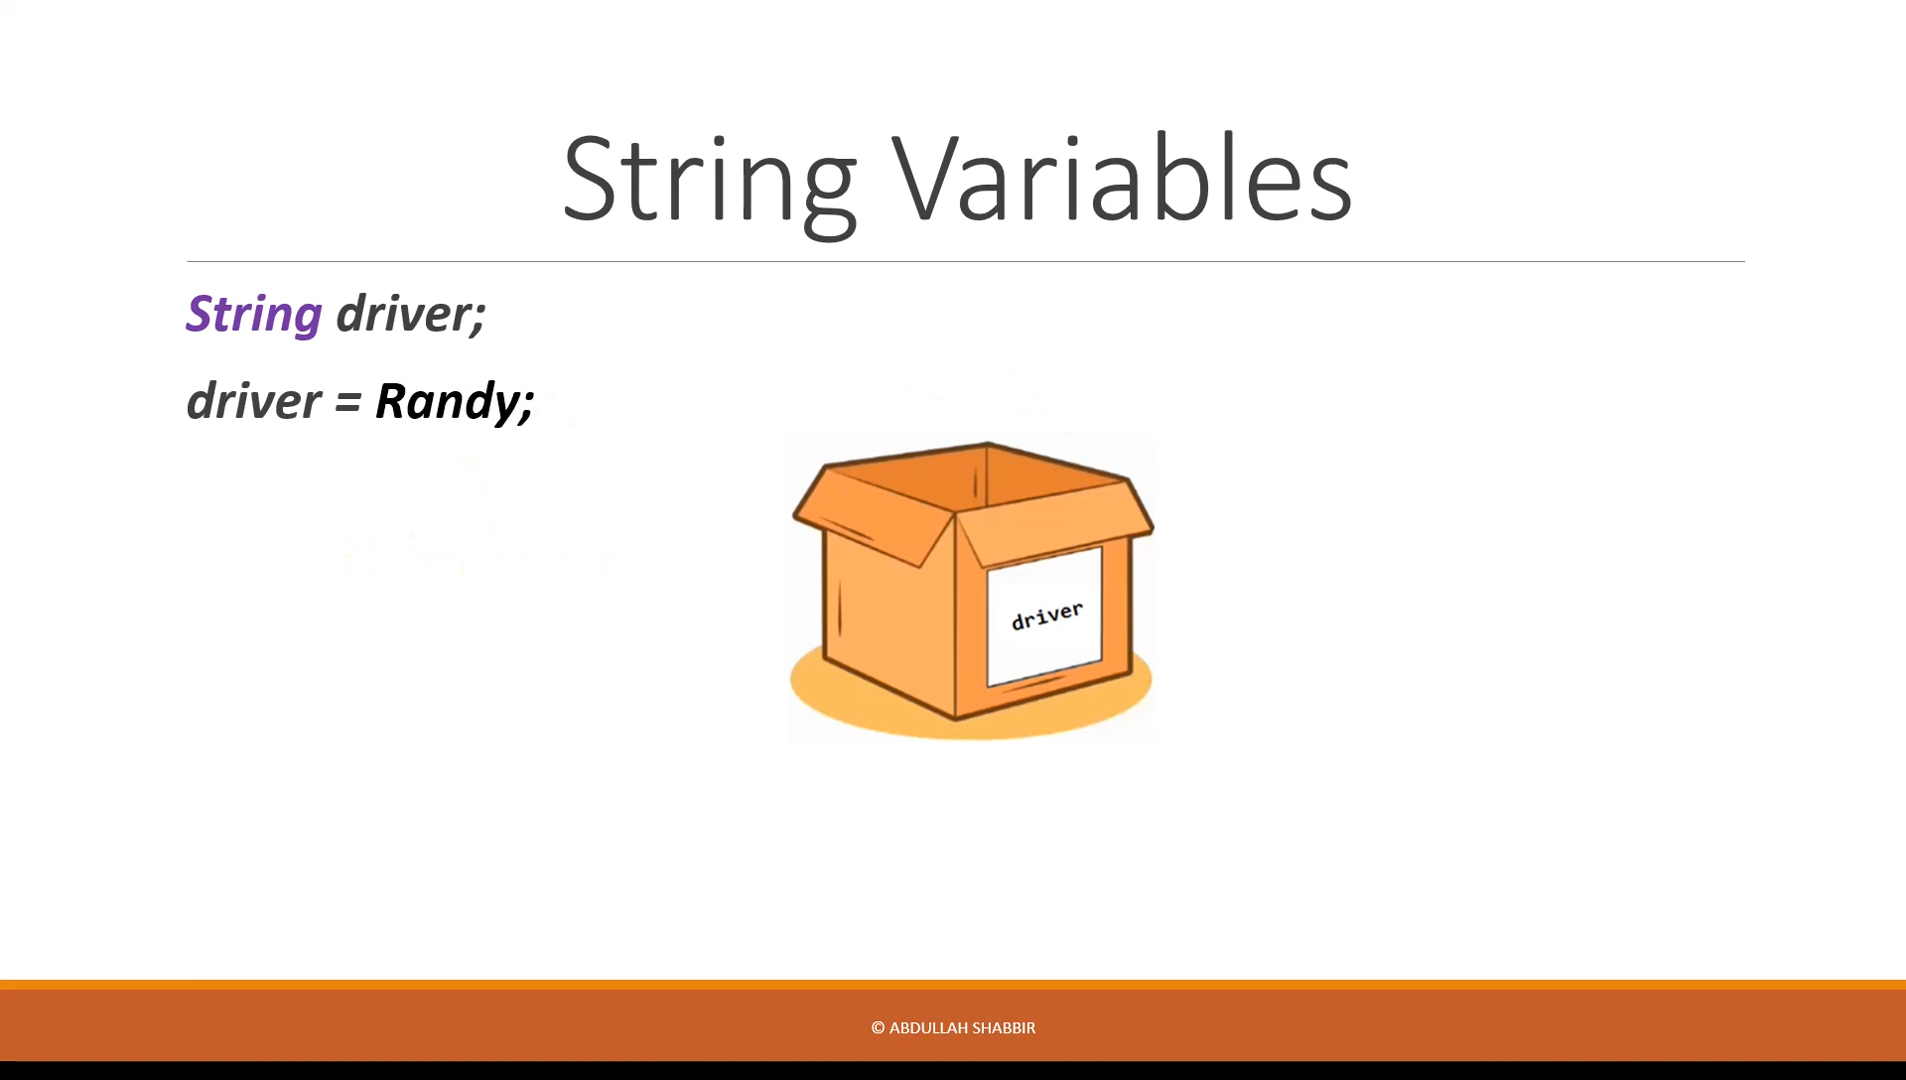 String Variables
String driver;
driver = Randy;
driver
© ABDULLAH SHABBIR